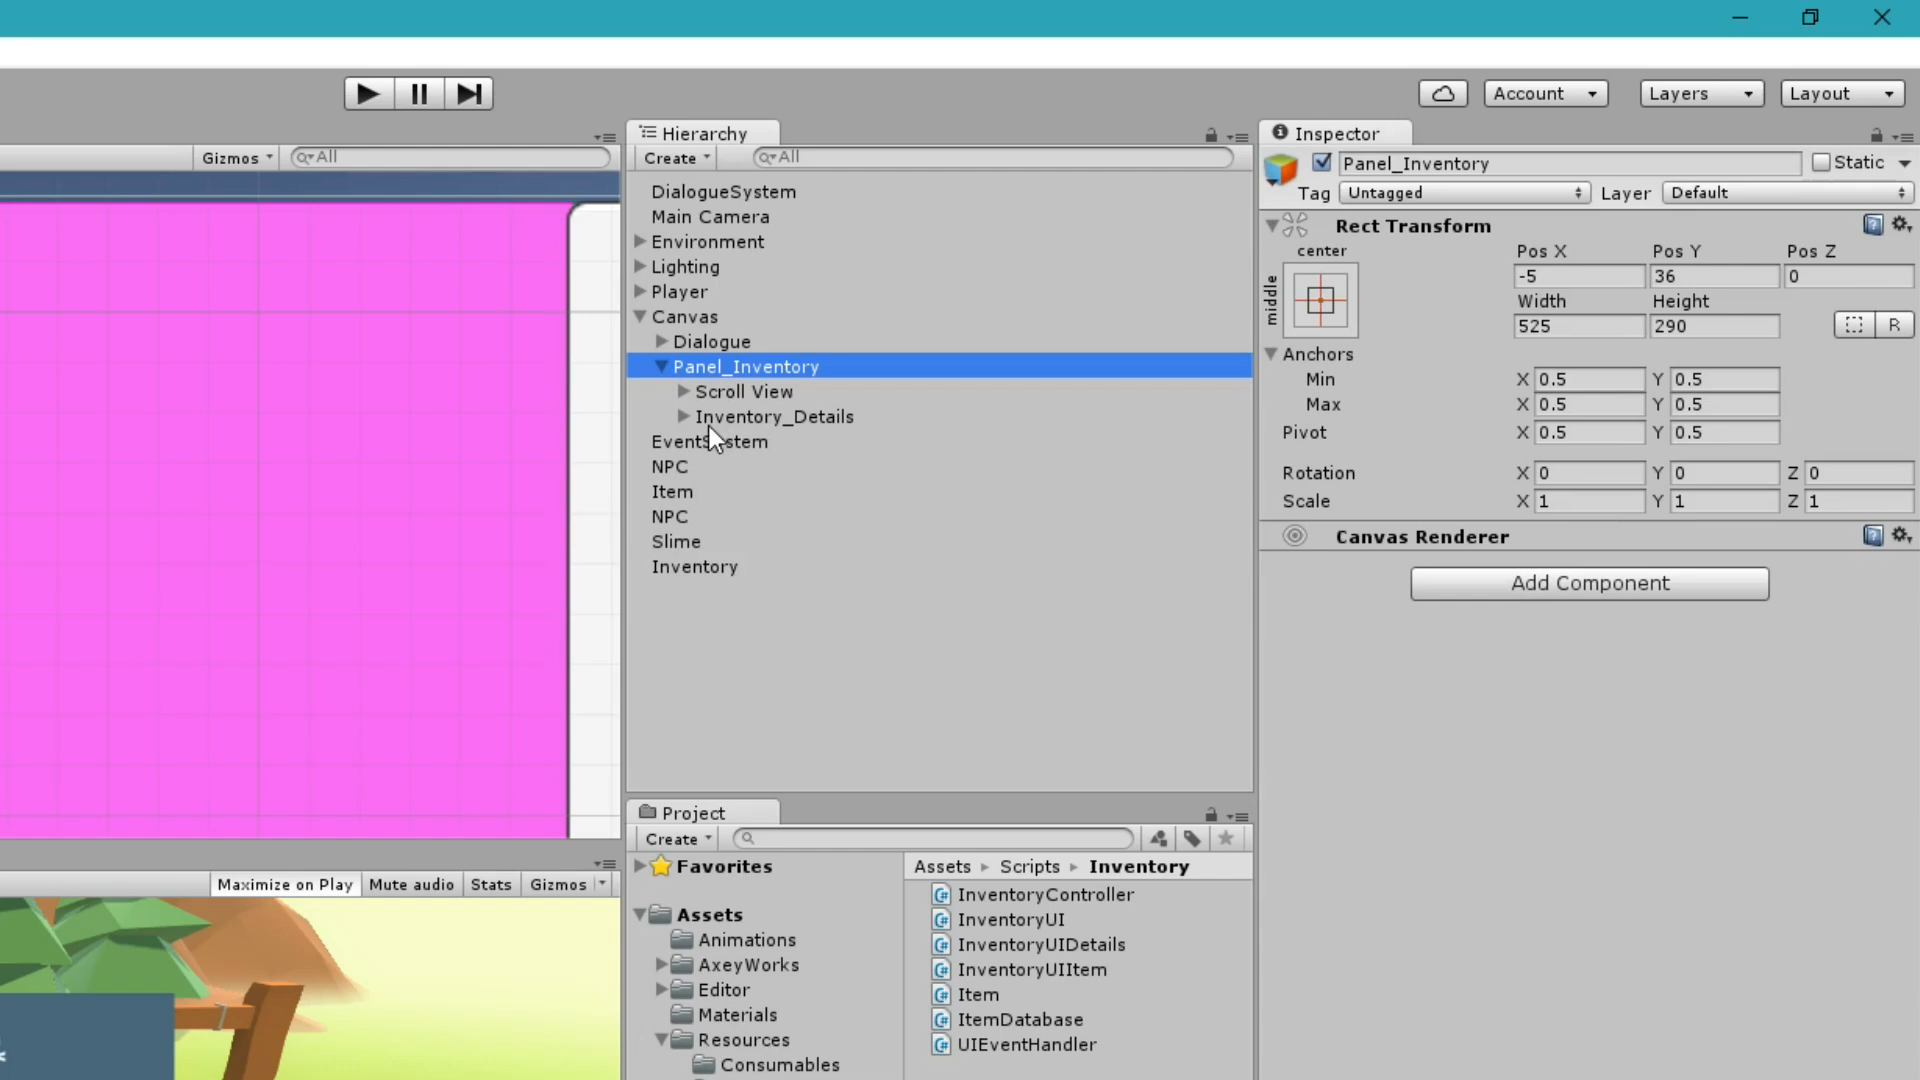 Account
Layers
Layout
Gizmos
All
Hierarchy
Create
All
DialogueSystem
Main Camera
Environment
Lighting
Player
Canvas
Dialogue
Panel_Inventory
Scroll View
Inventory_Details
EventSystem
NPC
Item
NPC
Slime
Inventory
Inspector
Panel_Inventory
Static
Tag Untagged Layer Default
Rect Transform
center
middle
Pos X Pos Y Pos Z
-5 36 0
Width Height
525 290
R
Anchors
Min X 0.5 Y 0.5
Max X 0.5 Y 0.5
Pivot X 0.5 Y 0.5
Rotation X 0 Y 0 Z 0
Scale X 1 Y 1 Z 1
Canvas Renderer
Add Component
Maximize on Play Mute audio Stats Gizmos
Project
Create
Favorites
Assets
Animations
AxeyWorks
Editor
Materials
Resources
Consumables
Assets Scripts Inventory
InventoryController
InventoryUI
InventoryUIDetails
InventoryUIItem
Item
ItemDatabase
UIEventHandler